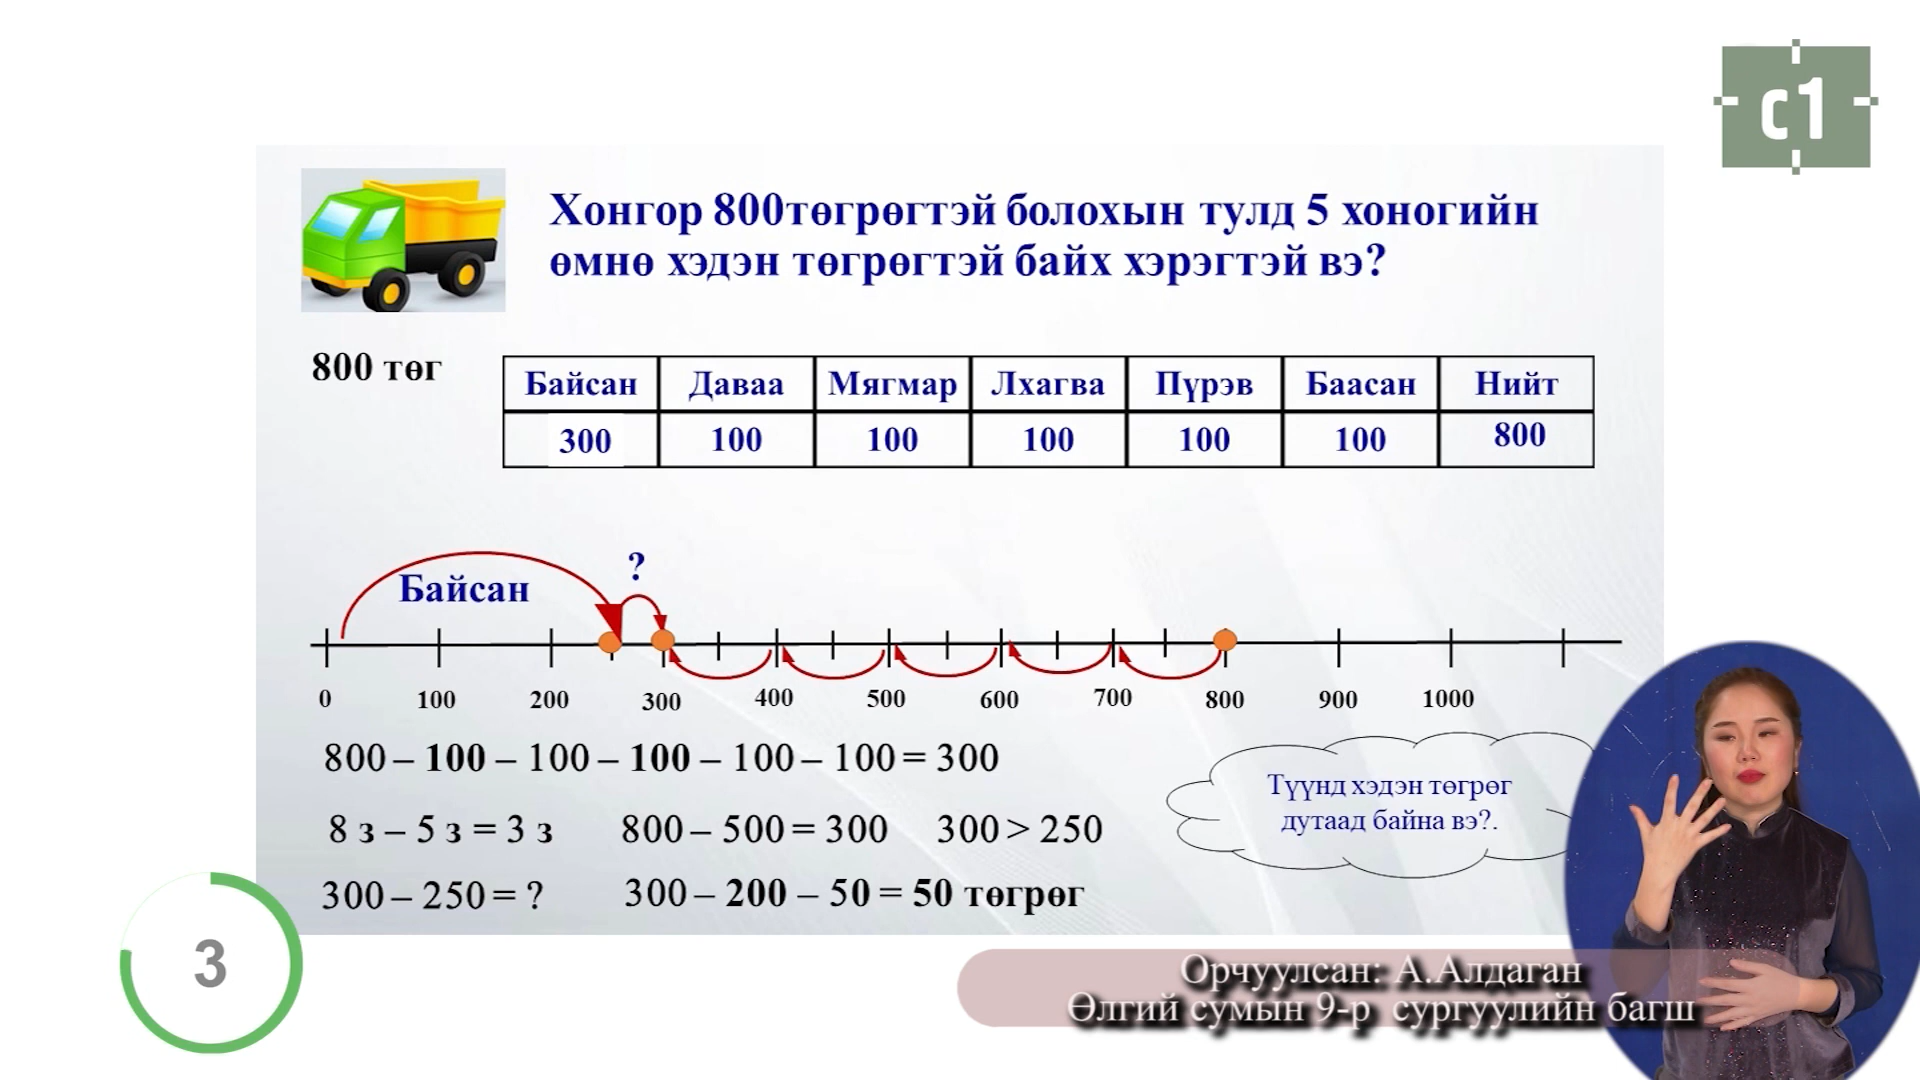 c1
Хонгор 800төгрөгтэй болохын тулд 5 хоногийн
өмнө хэдэн төгрөгтэй байх хэрэгтэй вэ?
800 төг
Байсан Даваа Мягмар Лхагва Пүрэв Баасан Нийт
300 100 100 100 100 100 800
?
Байсан
0 100 200 300 400 500 600 700 800 900 1000
800 – 100 – 100 – 100 – 100 – 100 = 300
Түүнд хэдэн төгрөг
дутаад байна вэ?.
8 з – 5 з = 3 з 800 – 500 = 300 300 > 250
300 – 250 = ? 300 – 200 – 50 = 50 төгрөг
3
Орчуулсан: А.Алдаган
Өлгий сумын 9-р сургуулийн багш